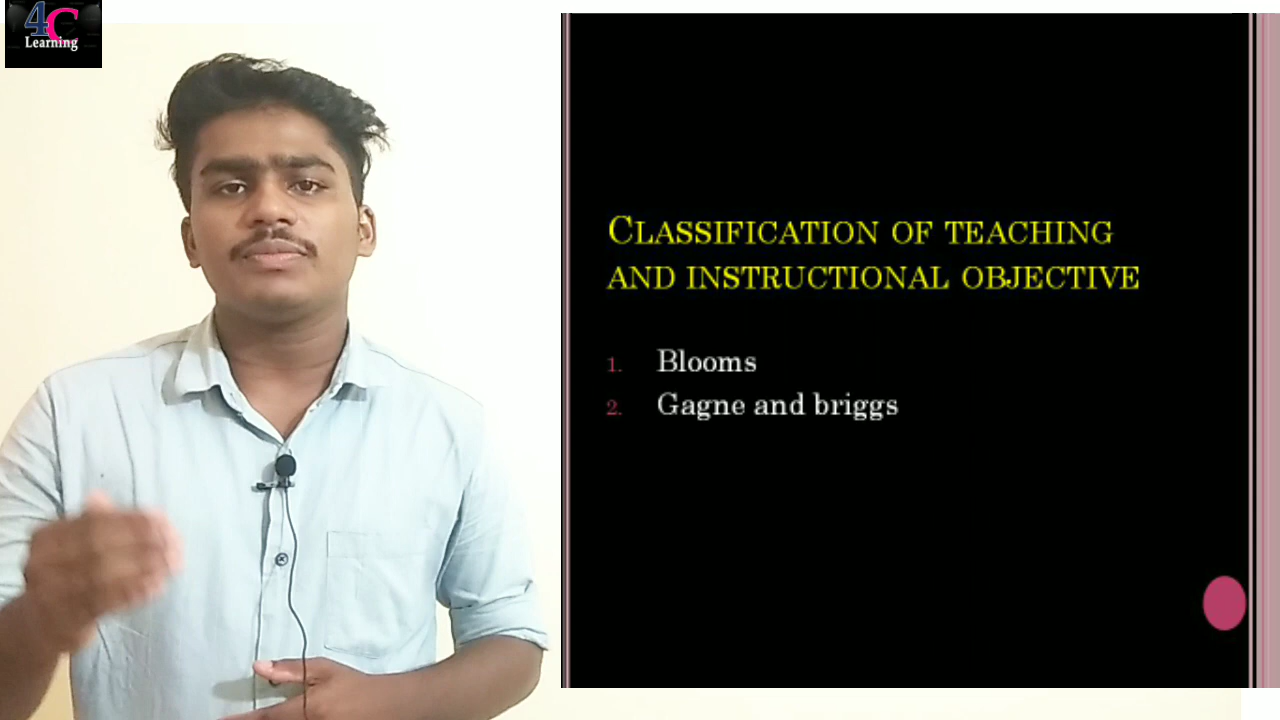 4C
Learning
CLASSIFICATION OF TEACHING
AND INSTRUCTIONAL OBJECTIVE
1. Blooms
2. Gagne and briggs